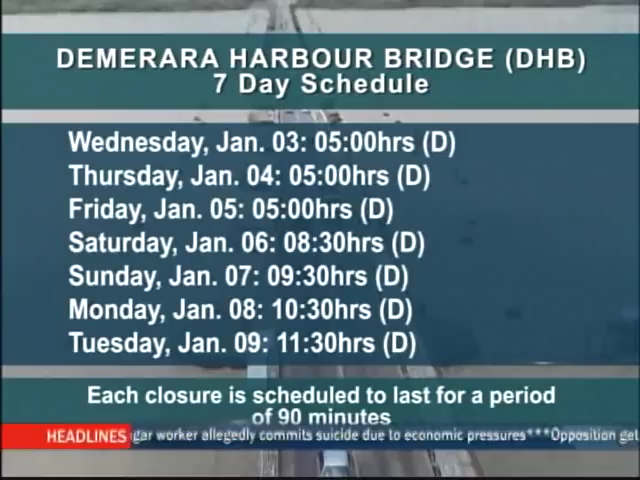 DEMERARA HARBOUR BRIDGE (DHB)
7 Day Schedule
Wednesday, Jan. 03: 05:00hrs (D)
Thursday, Jan. 04: 05:00hrs (D)
Friday, Jan. 05: 05:00hrs (D)
Saturday, Jan. 06: 08:30hrs (D)
Sunday, Jan. 07: 09:30hrs (D)
Monday, Jan. 08: 10:30hrs (D)
Tuesday, Jan. 09: 11:30hrs (D)
Each closure is scheduled to last for a period
of 90 minutes
HEADLINES gar worker allegedly commits suicide due to economic pressures***Opposition get